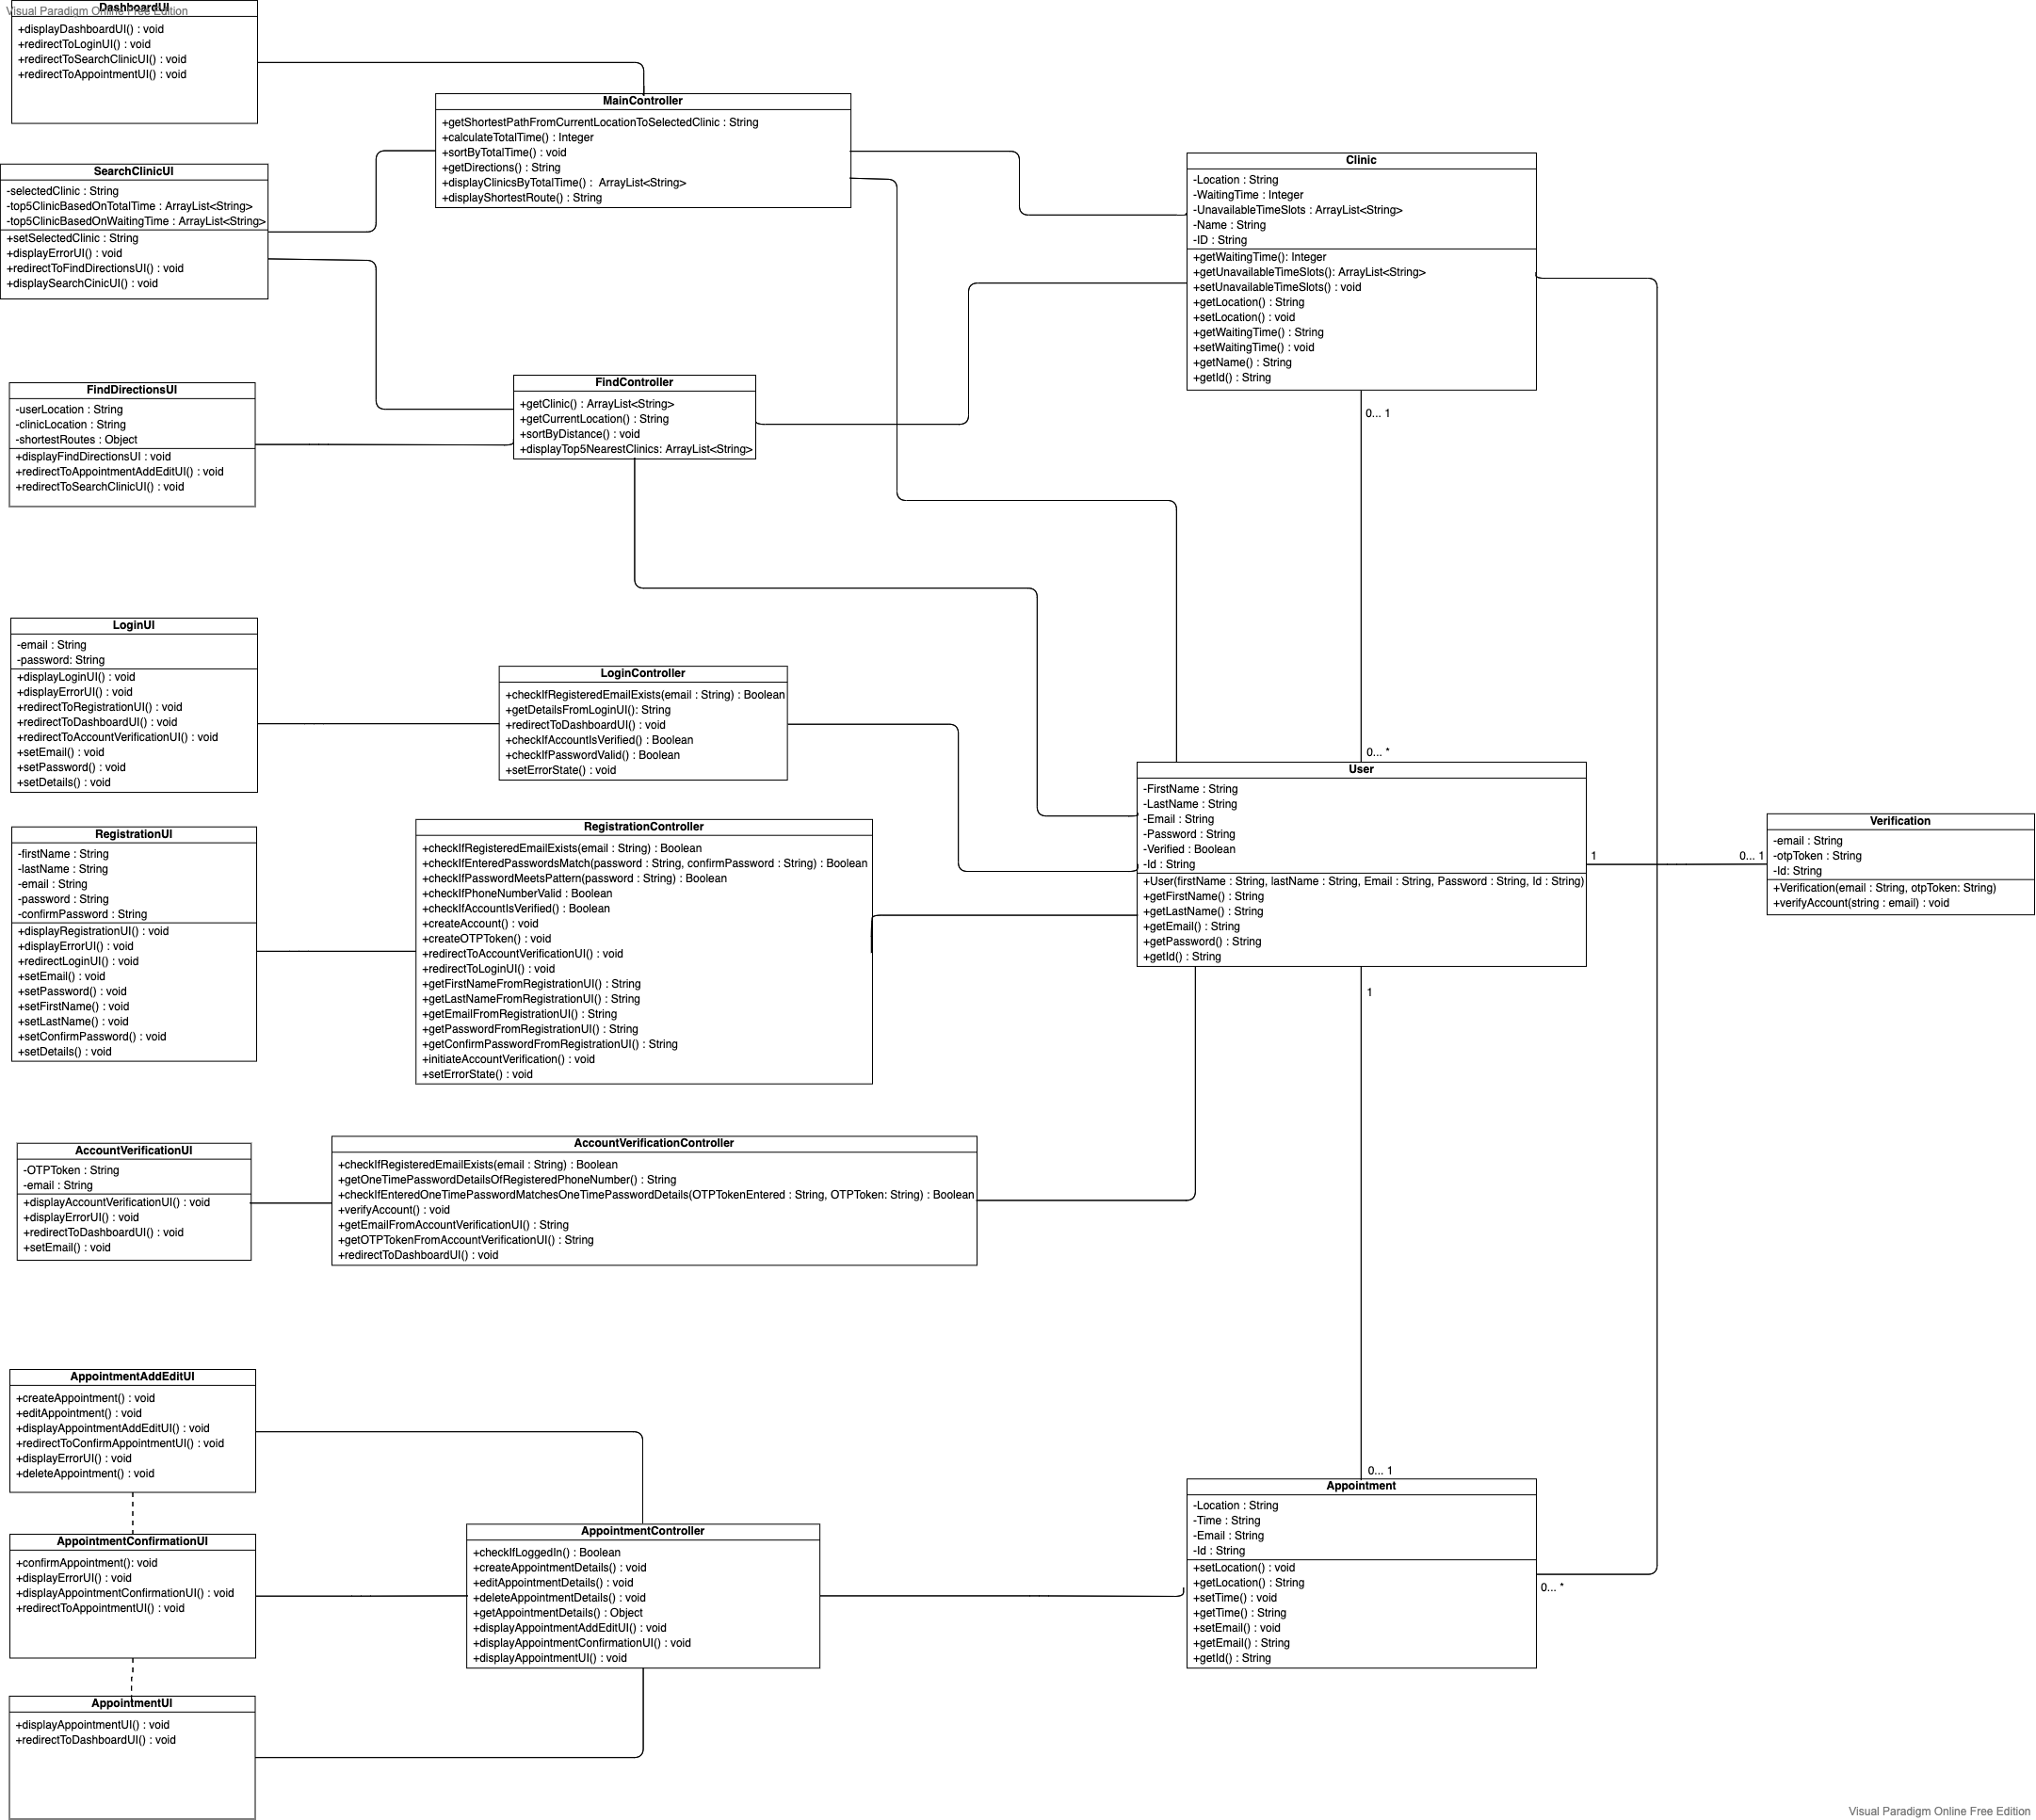 Visual Paradigm Online Free Edition
DashboardUI
+displayDashboardUI() : void
+redirectToLoginUI() : void
+redirectToSearchClinicUI() : void
+redirectToAppointmentUI() : void
MainController
+getShortestPathFromCurrentLocationToSelectedClinic : String
+calculateTotalTime() : Integer
+sortByTotalTime() : void
+getDirections() : String
+displayClinicsByTotalTime() :  ArrayList<String>
+displayShortestRoute() : String
Clinic
-Location : String
-WaitingTime : Integer
-UnavailableTimeSlots : ArrayList<String>
-Name : String
-ID : String
+getWaitingTime(): Integer
+getUnavailableTimeSlots(): ArrayList<String>
+setUnavailableTimeSlots() : void
+getLocation() : String
+setLocation() : void
+getWaitingTime() : String
+setWaitingTime() : void
+getName() : String
+getId() : String
SearchClinicUI
-selectedClinic : String
-top5ClinicBasedOnTotalTime : ArrayList<String>
-top5ClinicBasedOnWaitingTime : ArrayList<String>
+setSelectedClinic : String
+displayErrorUI() : void
+redirectToFindDirectionsUI() : void
+displaySearchCinicUI() : void
FindDirectionsUI
-userLocation : String
-clinicLocation : String
-shortestRoutes : Object
+displayFindDirectionsUI : void
+redirectToAppointmentAddEditUI() : void
+redirectToSearchClinicUI() : void
FindController
+getClinic() : ArrayList<String>
+getCurrentLocation() : String
+sortByDistance() : void
+displayTop5NearestClinics: ArrayList<String>
0... 1
0... *
LoginUI
-email : String
-password: String
+displayLoginUI() : void
+displayErrorUI() : void
+redirectToRegistrationUI() : void
+redirectToDashboardUI() : void
+redirectToAccountVerificationUI() : void
+setEmail() : void
+setPassword() : void
+setDetails() : void
LoginController
+checkIfRegisteredEmailExists(email : String) : Boolean
+getDetailsFromLoginUI(): String
+redirectToDashboardUI() : void
+checkIfAccountIsVerified() : Boolean
+checkIfPasswordValid() : Boolean
+setErrorState() : void
User
-FirstName : String
-LastName : String
-Email : String
-Password : String
-Verified : Boolean
-Id : String
+User(firstName : String, lastName : String, Email : String, Password : String, Id : String)
+getFirstName() : String
+getLastName() : String
+getEmail() : String
+getPassword() : String
+getId() : String
1
0... 1
Verification
-email : String
-otpToken : String
-Id: String
+Verification(email : String, otpToken: String)
+verifyAccount(string : email) : void
RegistrationUI
-firstName : String
-lastName : String
-email : String
-password : String
-confirmPassword : String
+displayRegistrationUI() : void
+displayErrorUI() : void
+redirectLoginUI() : void
+setEmail() : void
+setPassword() : void
+setFirstName() : void
+setLastName() : void
+setConfirmPassword() : void
+setDetails() : void
RegistrationController
+checkIfRegisteredEmailExists(email : String) : Boolean
+checkIfEnteredPasswordsMatch(password : String, confirmPassword : String) : Boolean
+checkIfPasswordMeetsPattern(password : String) : Boolean
+checkIfPhoneNumberValid : Boolean
+checkIfAccountIsVerified() : Boolean
+createAccount() : void
+createOTPToken() : void
+redirectToAccountVerificationUI() : void
+redirectToLoginUI() : void
+getFirstNameFromRegistrationUI() : String
+getLastNameFromRegistrationUI() : String
+getEmailFromRegistrationUI() : String
+getPasswordFromRegistrationUI() : String
+getConfirmPasswordFromRegistrationUI() : String
+initiateAccountVerification() : void
+setErrorState() : void
1
AccountVerificationUI
-OTPToken : String
-email : String
+displayAccountVerificationUI() : void
+displayErrorUI() : void
+redirectToDashboardUI() : void
+setEmail() : void
AccountVerificationController
+checkIfRegisteredEmailExists(email : String) : Boolean
+getOneTimePasswordDetailsOfRegisteredPhoneNumber() : String
+checkIfEnteredOneTimePasswordMatchesOneTimePasswordDetails(OTPTokenEntered : String, OTPToken: String) : Boolean
+verifyAccount() : void
+getEmailFromAccountVerificationUI() : String
+getOTPTokenFromAccountVerificationUI() : String
+redirectToDashboardUI() : void
AppointmentAddEditUI
+createAppointment() : void
+editAppointment() : void
+displayAppointmentAddEditUI() : void
+redirectToConfirmAppointmentUI() : void
+displayErrorUI() : void
+deleteAppointment() : void
AppointmentConfirmationUI
+confirmAppointment(): void
+displayErrorUI() : void
+displayAppointmentConfirmationUI() : void
+redirectToAppointmentUI() : void
AppointmentController
+checkIfLoggedIn() : Boolean
+createAppointmentDetails() : void
+editAppointmentDetails() : void
+deleteAppointmentDetails() : void
+getAppointmentDetails() : Object
+displayAppointmentAddEditUI() : void
+displayAppointmentConfirmationUI() : void
+displayAppointmentUI() : void
0... 1
Appointment
-Location : String
-Time : String
-Email : String
-Id : String
+setLocation() : void
+getLocation() : String
+setTime() : void
+getTime() : String
+setEmail() : void
+getEmail() : String
+getId() : String
0... *
AppointmentUI
+displayAppointmentUI() : void
+redirectToDashboardUI() : void
Visual Paradigm Online Free Edition